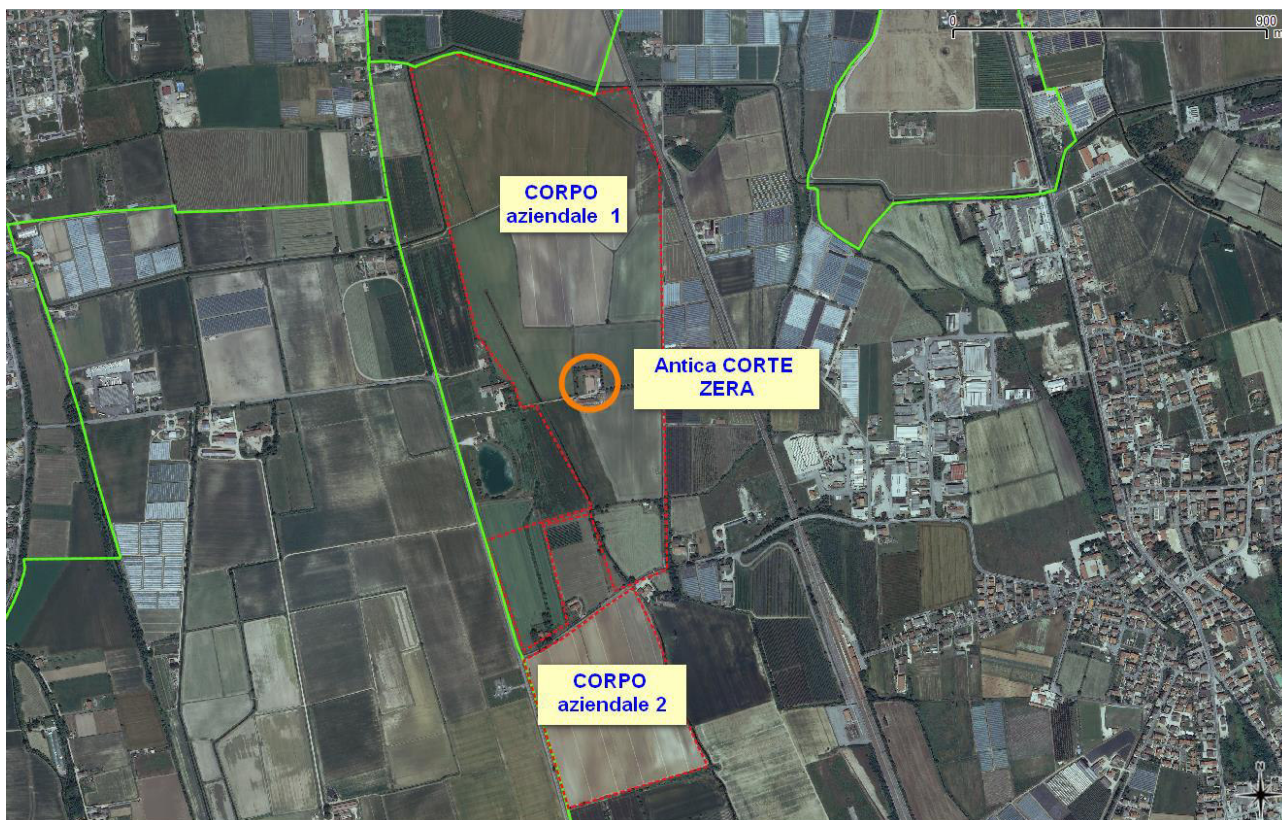 0 900
m
CORPO
aziendale 1
Antica CORTE
ZERA
CORPO
aziendale 2